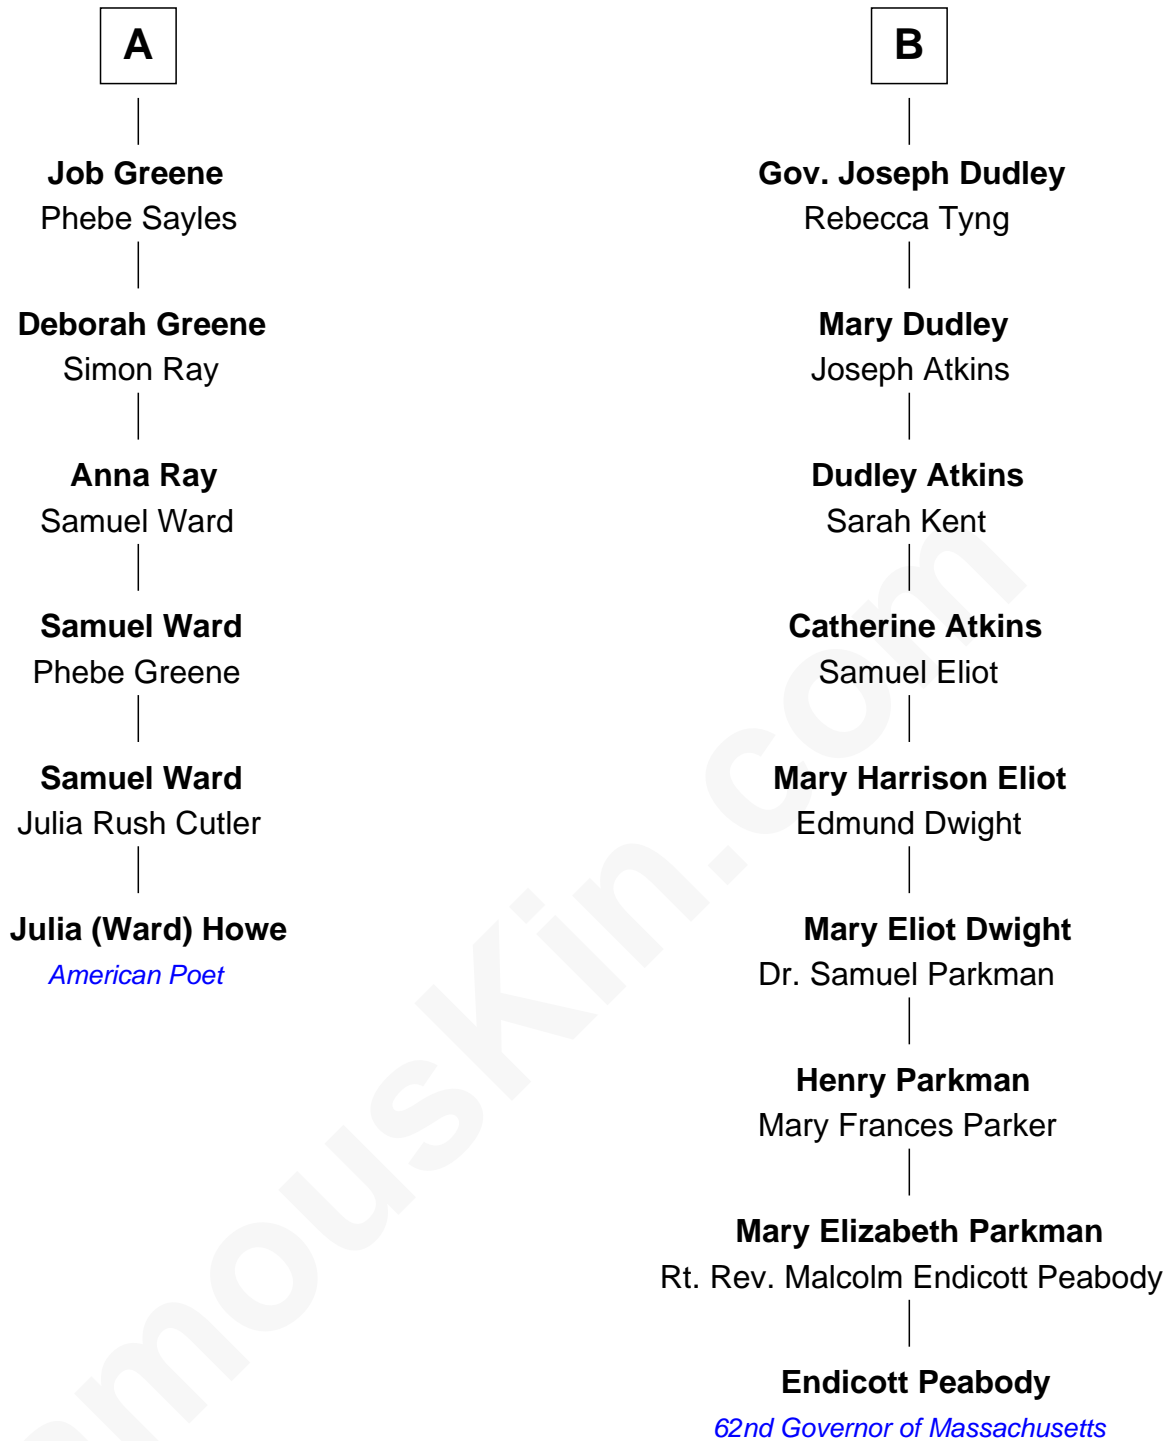 A
Job Greene
Phebe Sayles
Deborah Greene
Simon Ray
Anna Ray
Samuel Ward
Samuel Ward
Phebe Greene
Samuel Ward
Julia Rush Cutler
Julia (Ward) Howe
American Poet
B
Gov. Joseph Dudley
Rebecca Tyng
Mary Dudley
Joseph Atkins
Dudley Atkins
Sarah Kent
Catherine Atkins
Samuel Eliot
Mary Harrison Eliot
Edmund Dwight
Mary Eliot Dwight
Dr. Samuel Parkman
Henry Parkman
Mary Frances Parker
Mary Elizabeth Parkman
Rt. Rev. Malcolm Endicott Peabody
Endicott Peabody
62nd Governor of Massachusetts
amousKin.com